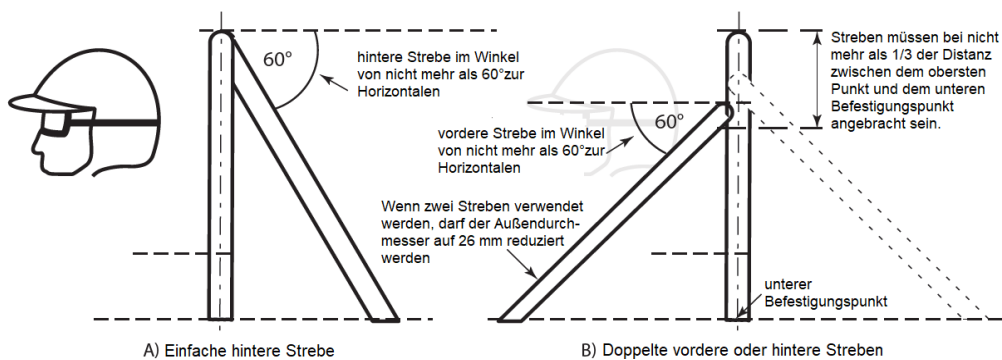 60°
hintere Strebe im Winkel
von nicht mehr als 60°zur
Horizontalen
A) Einfache hintere Strebe
Streben müssen bei nicht
mehr als 1/3 der Distanz
zwischen dem obersten
Punkt und dem unteren
Befestigungspunkt
angebracht sein.
60°
vordere Strebe im Winkel
von nicht mehr als 60°zur
Horizontalen
Wenn zwei Streben verwendet
werden, darf der Außendurch-
messer auf 26 mm reduziert
werden
unterer
Befestigungspunkt
B) Doppelte vordere oder hintere Streben